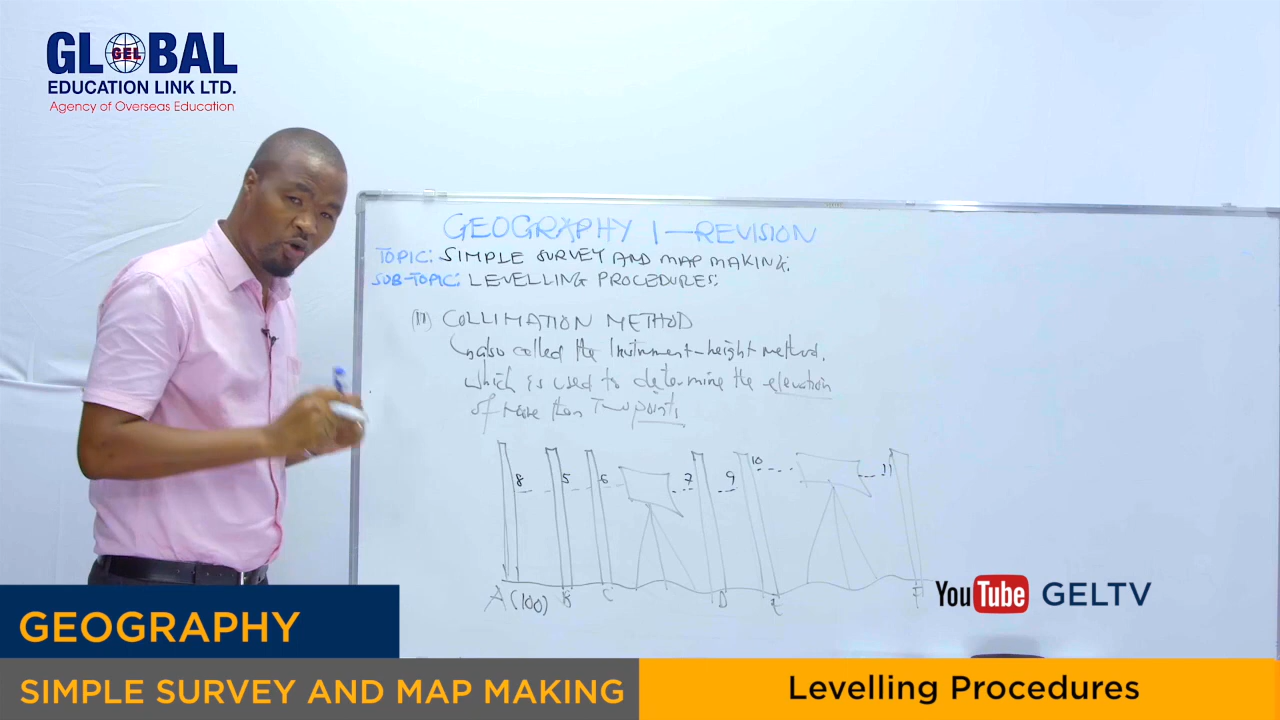 GLOBAL
GEL
EDUCATION LINK LTD.
Agency of Overseas Education
GEOGRAPHY 1 - REVISION
TOPIC: SIMPLE SURVEY AND MAP MAKING.
SUB-TOPIC: LEVELLING PROCEDURES:
COLLIMATION METHOD
also called the Instrument-height method.
which is used to determine the elevation
of more than Two points
8 5 6 7 9 10 11
A (100) B C D E F
YouTube GELTV
GEOGRAPHY
SIMPLE SURVEY AND MAP MAKING
Levelling Procedures